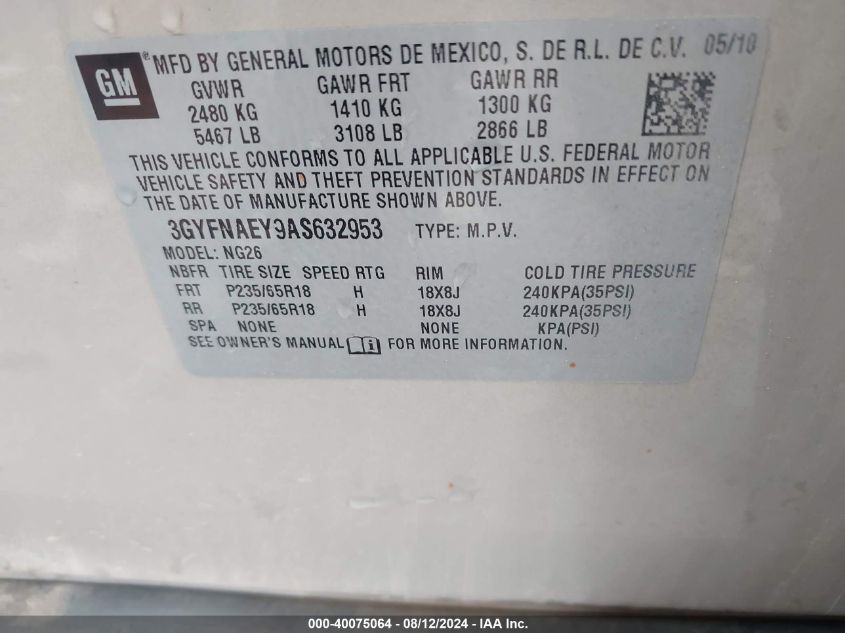 GM
® MFD BY GENERAL MOTORS DE MEXICO, S. DE R.L. DE C.V. 05/10
GVWR GAWR FRT GAWR RR
2480 KG 1410 KG 1300 KG
5467 LB 3108 LB 2866 LB
THIS VEHICLE CONFORMS TO ALL APPLICABLE U.S. FEDERAL MOTOR
VEHICLE SAFETY AND THEFT PREVENTION STANDARDS IN EFFECT ON
THE DATE OF MANUFACTURE SHOWN ABOVE.
3GYFNAEY9AS632953 TYPE: M.P.V.
MODEL: NG26
NBFR TIRE SIZE SPEED RTG RIM COLD TIRE PRESSURE
FRT P235/65R18 H 18X8J 240KPA(35PSI)
RR P235/65R18 H 18X8J 240KPA(35PSI)
SPA NONE NONE KPA(PSI)
SEE OWNER'S MANUAL FOR MORE INFORMATION.
000-40075064 - 08/12/2024 - IAA Inc.